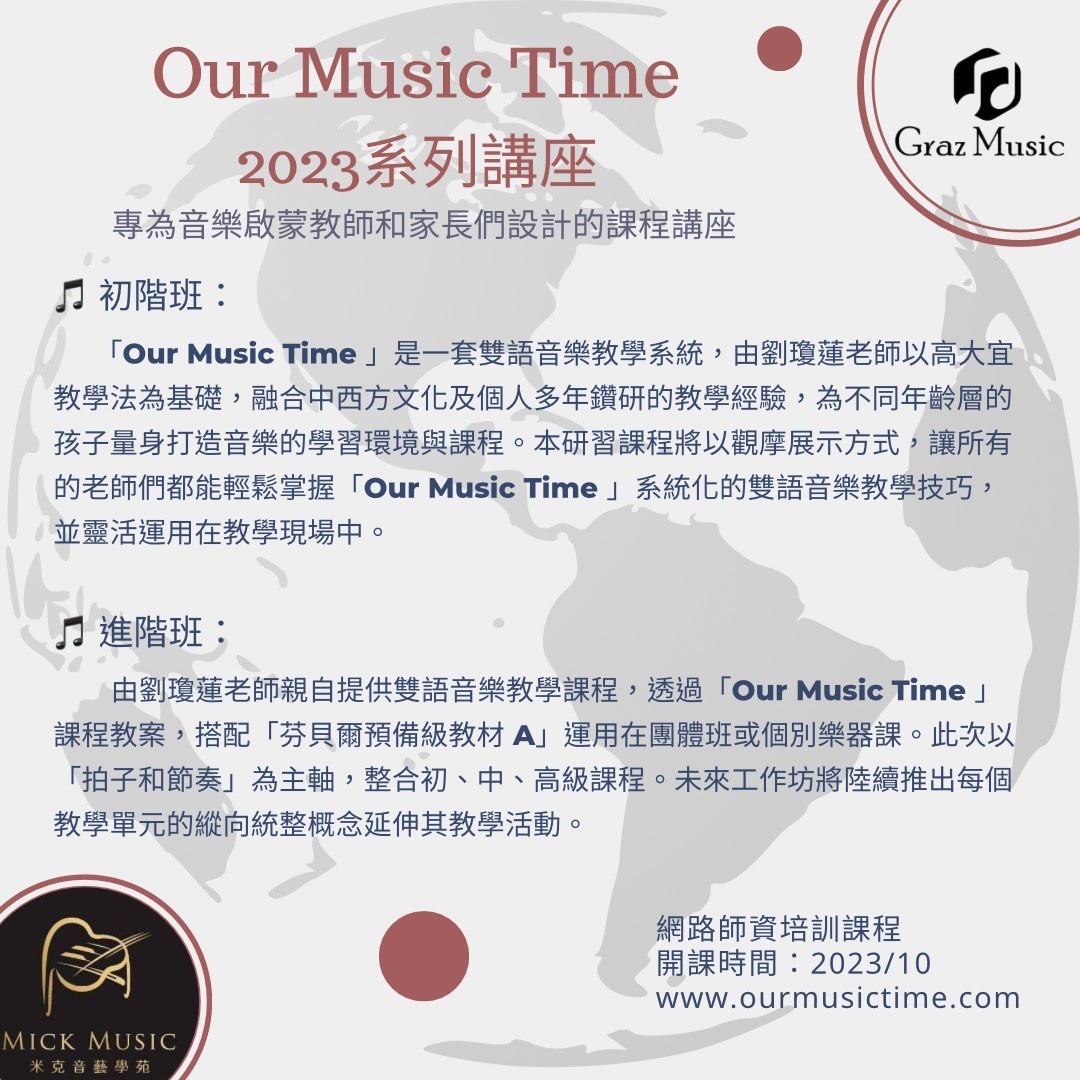 Our Music Time
Graz Music
2023系列講座
專為音樂啟蒙教師和家長們設計的課程講座
🎵 初階班：
「Our Music Time 」是一套雙語音樂教學系統，由劉瓊蓮老師以高大宜
教學法為基礎，融合中西方文化及個人多年鑽研的教學經驗，為不同年齡層的
孩子量身打造音樂的學習環境與課程。本研習課程將以觀摩展示方式，讓所有
的老師們都能輕鬆掌握「Our Music Time 」系統化的雙語音樂教學技巧，
並靈活運用在教學現場中。
🎵 進階班：
由劉瓊蓮老師親自提供雙語音樂教學課程，透過「Our Music Time 」
課程教案，搭配「芬貝爾預備級教材 A」運用在團體班或個別樂器課。此次以
「拍子和節奏」為主軸，整合初、中、高級課程。未來工作坊將陸續推出每個
教學單元的縱向統整概念延伸其教學活動。
網路師資培訓課程
開課時間：2023/10
www.ourmusictime.com
MICK MUSIC
米克音藝學苑